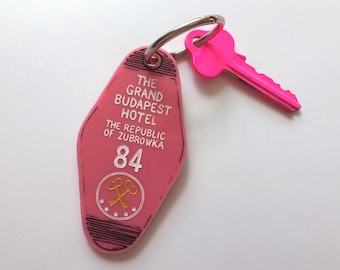 THE
GRAND
BUDAPEST
HOTEL
THE REPUBLIC
OF ZUBROWKA
84